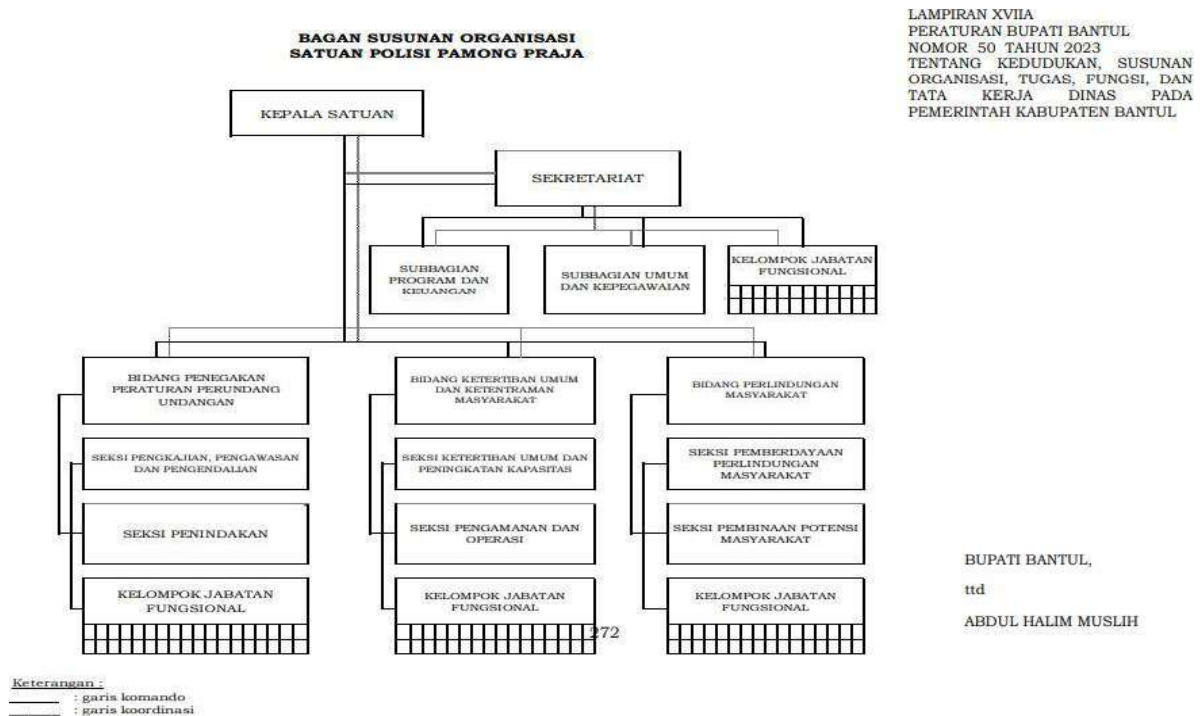 LAMPIRAN XVIIA
PERATURAN BUPATI BANTUL
NOMOR 50 TAHUN 2023
TENTANG KEDUDUKAN, SUSUNAN
ORGANISASI, TUGAS, FUNGSI, DAN
TATA KERJA DINAS PADA
PEMERINTAH KABUPATEN BANTUL
BAGAN SUSUNAN ORGANISASI
SATUAN POLISI PAMONG PRAJA
KEPALA SATUAN
SEKRETARIAT
SUBBAGIAN
PROGRAM DAN
KEUANGAN
SUBBAGIAN UMUM
DAN KEPEGAWAIAN
KELOMPOK JABATAN
FUNGSIONAL
BIDANG PENEGAKAN
PERATURAN PERUNDANG
UNDANGAN
BIDANG KETERTIBAN UMUM
DAN KETENTRAMAN
MASYARAKAT
BIDANG PERLINDUNGAN
MASYARAKAT
SEKSI PENGKAJIAN, PENGAWASAN
DAN PENGENDALIAN
SEKSI KETERTIBAN UMUM DAN
PENINGKATAN KAPASITAS
SEKSI PEMBERDAYAAN
PERLINDUNGAN
MASYARAKAT
SEKSI PENINDAKAN
SEKSI PENGAMANAN DAN
OPERASI
SEKSI PEMBINAAN POTENSI
MASYARAKAT
KELOMPOK JABATAN
FUNGSIONAL
KELOMPOK JABATAN
FUNGSIONAL
KELOMPOK JABATAN
FUNGSIONAL
272
BUPATI BANTUL,
ttd
ABDUL HALIM MUSLIH
Keterangan :
: garis komando
: garis koordinasi